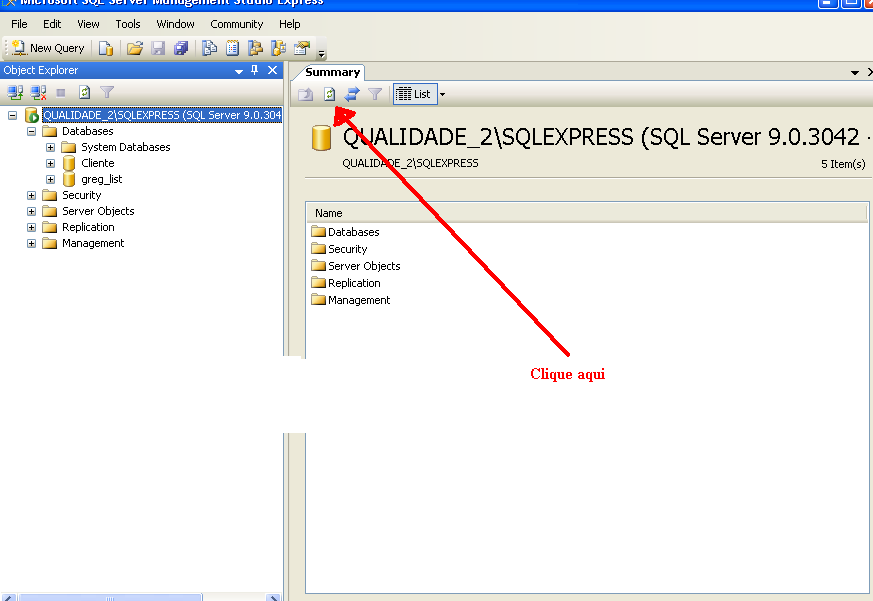 Microsoft SQL Server Management Studio Express
File Edit View Tools Window Community Help
New Query
Object Explorer
QUALIDADE_2\SQLEXPRESS (SQL Server 9.0.304
Databases
System Databases
Cliente
greg_list
Security
Server Objects
Replication
Management
Summary
List
QUALIDADE_2\SQLEXPRESS (SQL Server 9.0.3042 -
QUALIDADE_2\SQLEXPRESS
5 Item(s)
Name
Databases
Security
Server Objects
Replication
Management
Clique aqui